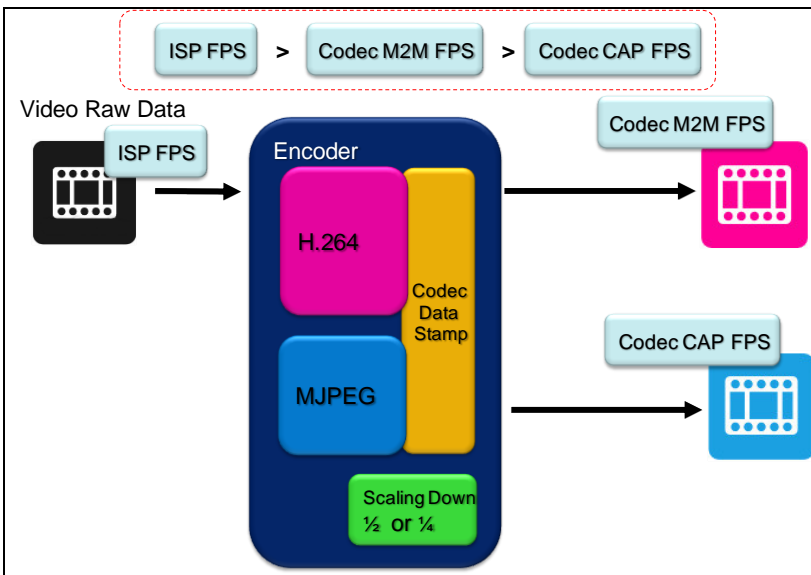 ISP FPS > Codec M2M FPS > Codec CAP FPS
Video Raw Data
ISP FPS
Codec M2M FPS
Encoder
H.264
Codec
Data
Stamp
Codec CAP FPS
MJPEG
Scaling Down
½ or ¼